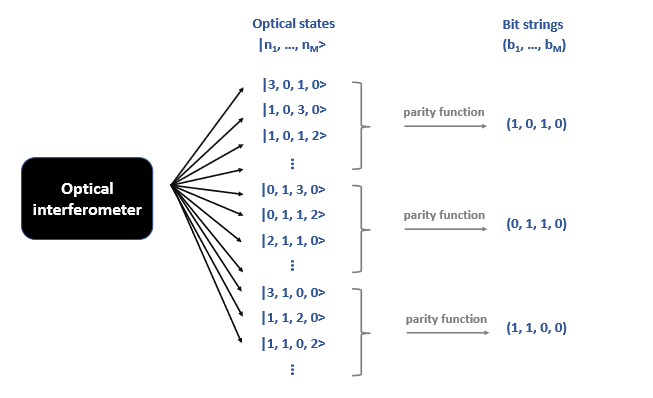 Optical states
|n₁, ..., n_M>
Bit strings
(b₁, ..., b_M)
Optical
interferometer
|3, 0, 1, 0>
|1, 0, 3, 0>
|1, 0, 1, 2>
⋮
parity function
(1, 0, 1, 0)
|0, 1, 3, 0>
|0, 1, 1, 2>
|2, 1, 1, 0>
⋮
parity function
(0, 1, 1, 0)
|3, 1, 0, 0>
|1, 1, 2, 0>
|1, 1, 0, 2>
⋮
parity function
(1, 1, 0, 0)